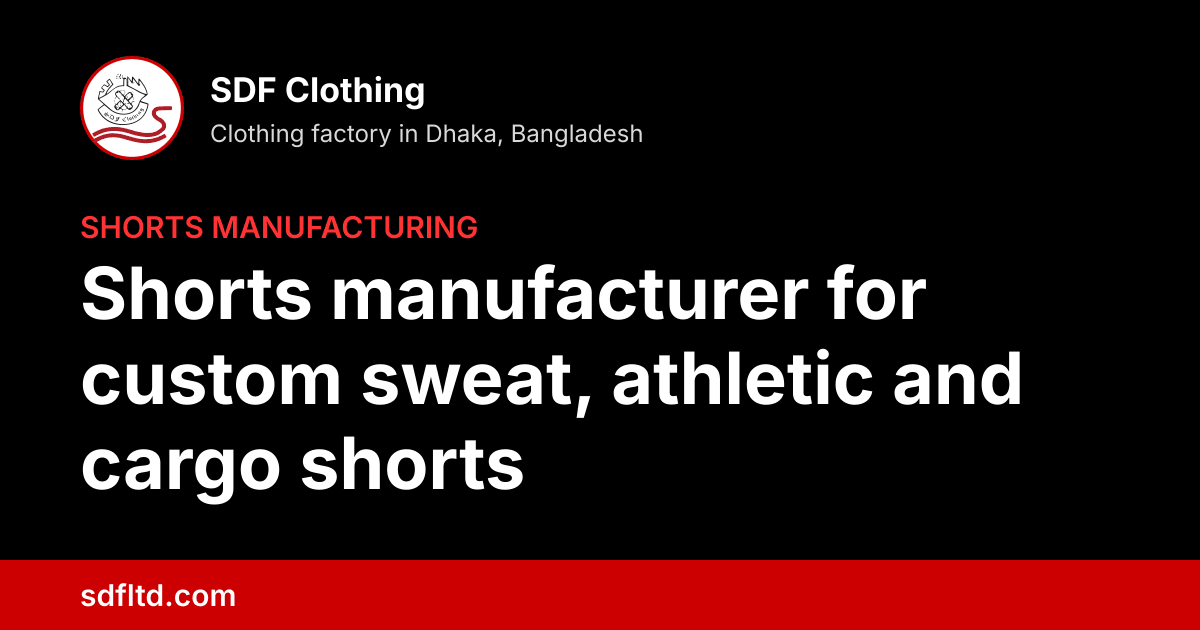 SDF Clothing
Clothing factory in Dhaka, Bangladesh
SHORTS MANUFACTURING
Shorts manufacturer for
custom sweat, athletic and
cargo shorts
sdfltd.com